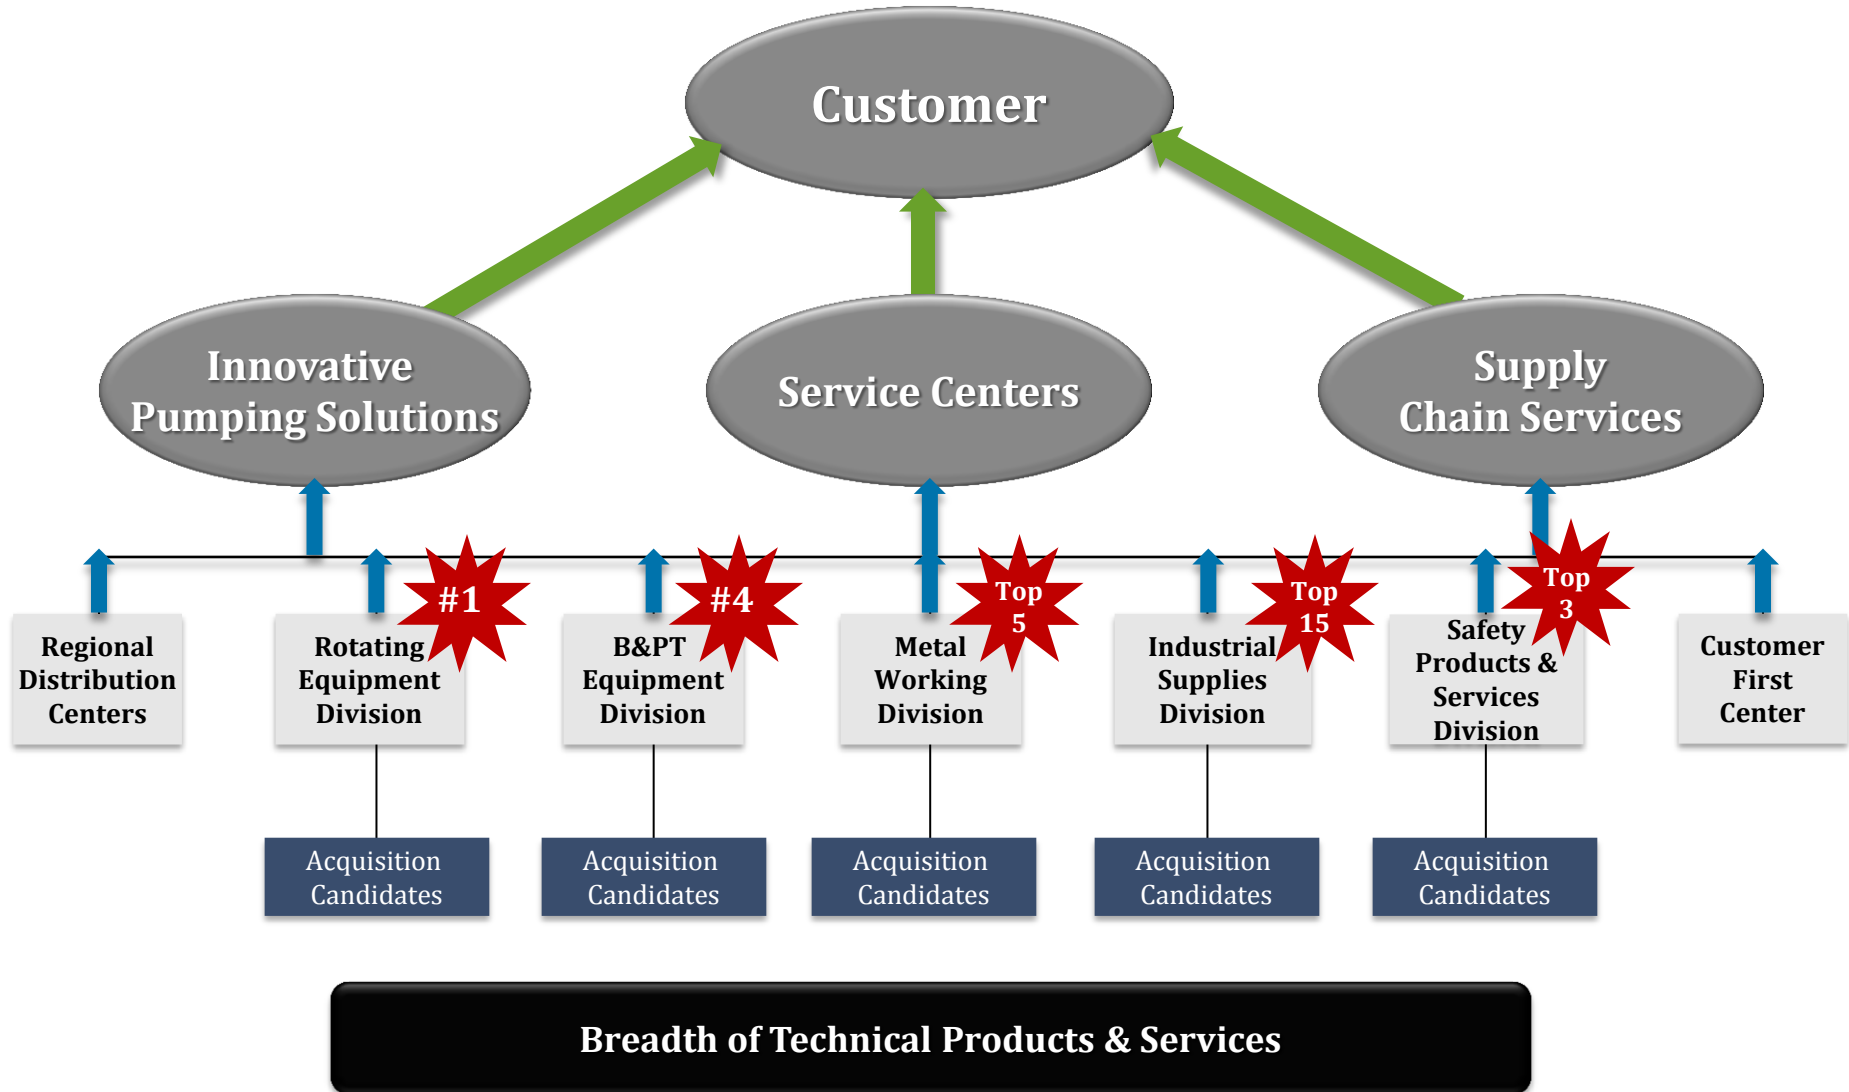 Customer
Innovative
Pumping Solutions
Service Centers
Supply
Chain Services
#1
#4
Top
5
Top
15
Top
3
Regional
Distribution
Centers
Rotating
Equipment
Division
B&PT
Equipment
Division
Metal
Working
Division
Industrial
Supplies
Division
Safety
Products &
Services
Division
Customer
First
Center
Acquisition
Candidates
Acquisition
Candidates
Acquisition
Candidates
Acquisition
Candidates
Acquisition
Candidates
Breadth of Technical Products & Services